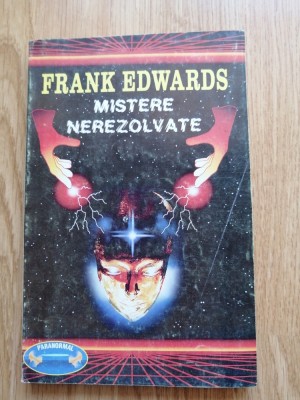 FRANK EDWARDS
MISTERE
NEREZOLVATE
PARANORMAL